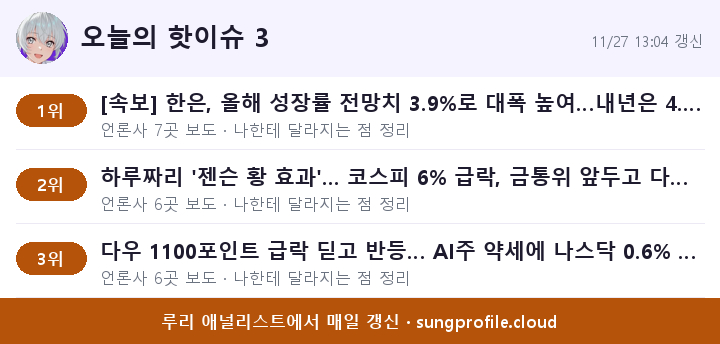 오늘의 핫이슈 3
11/27 13:04 갱신
1위
[속보] 한은, 올해 성장률 전망치 3.9%로 대폭 높여...내년은 4....
언론사 7곳 보도 · 나한테 달라지는 점 정리
2위
하루짜리 '젠슨 황 효과'... 코스피 6% 급락, 금통위 앞두고 다...
언론사 6곳 보도 · 나한테 달라지는 점 정리
3위
다우 1100포인트 급락 딛고 반등... AI주 약세에 나스닥 0.6% ...
언론사 6곳 보도 · 나한테 달라지는 점 정리
루리 애널리스트에서 매일 갱신 · sungprofile.cloud